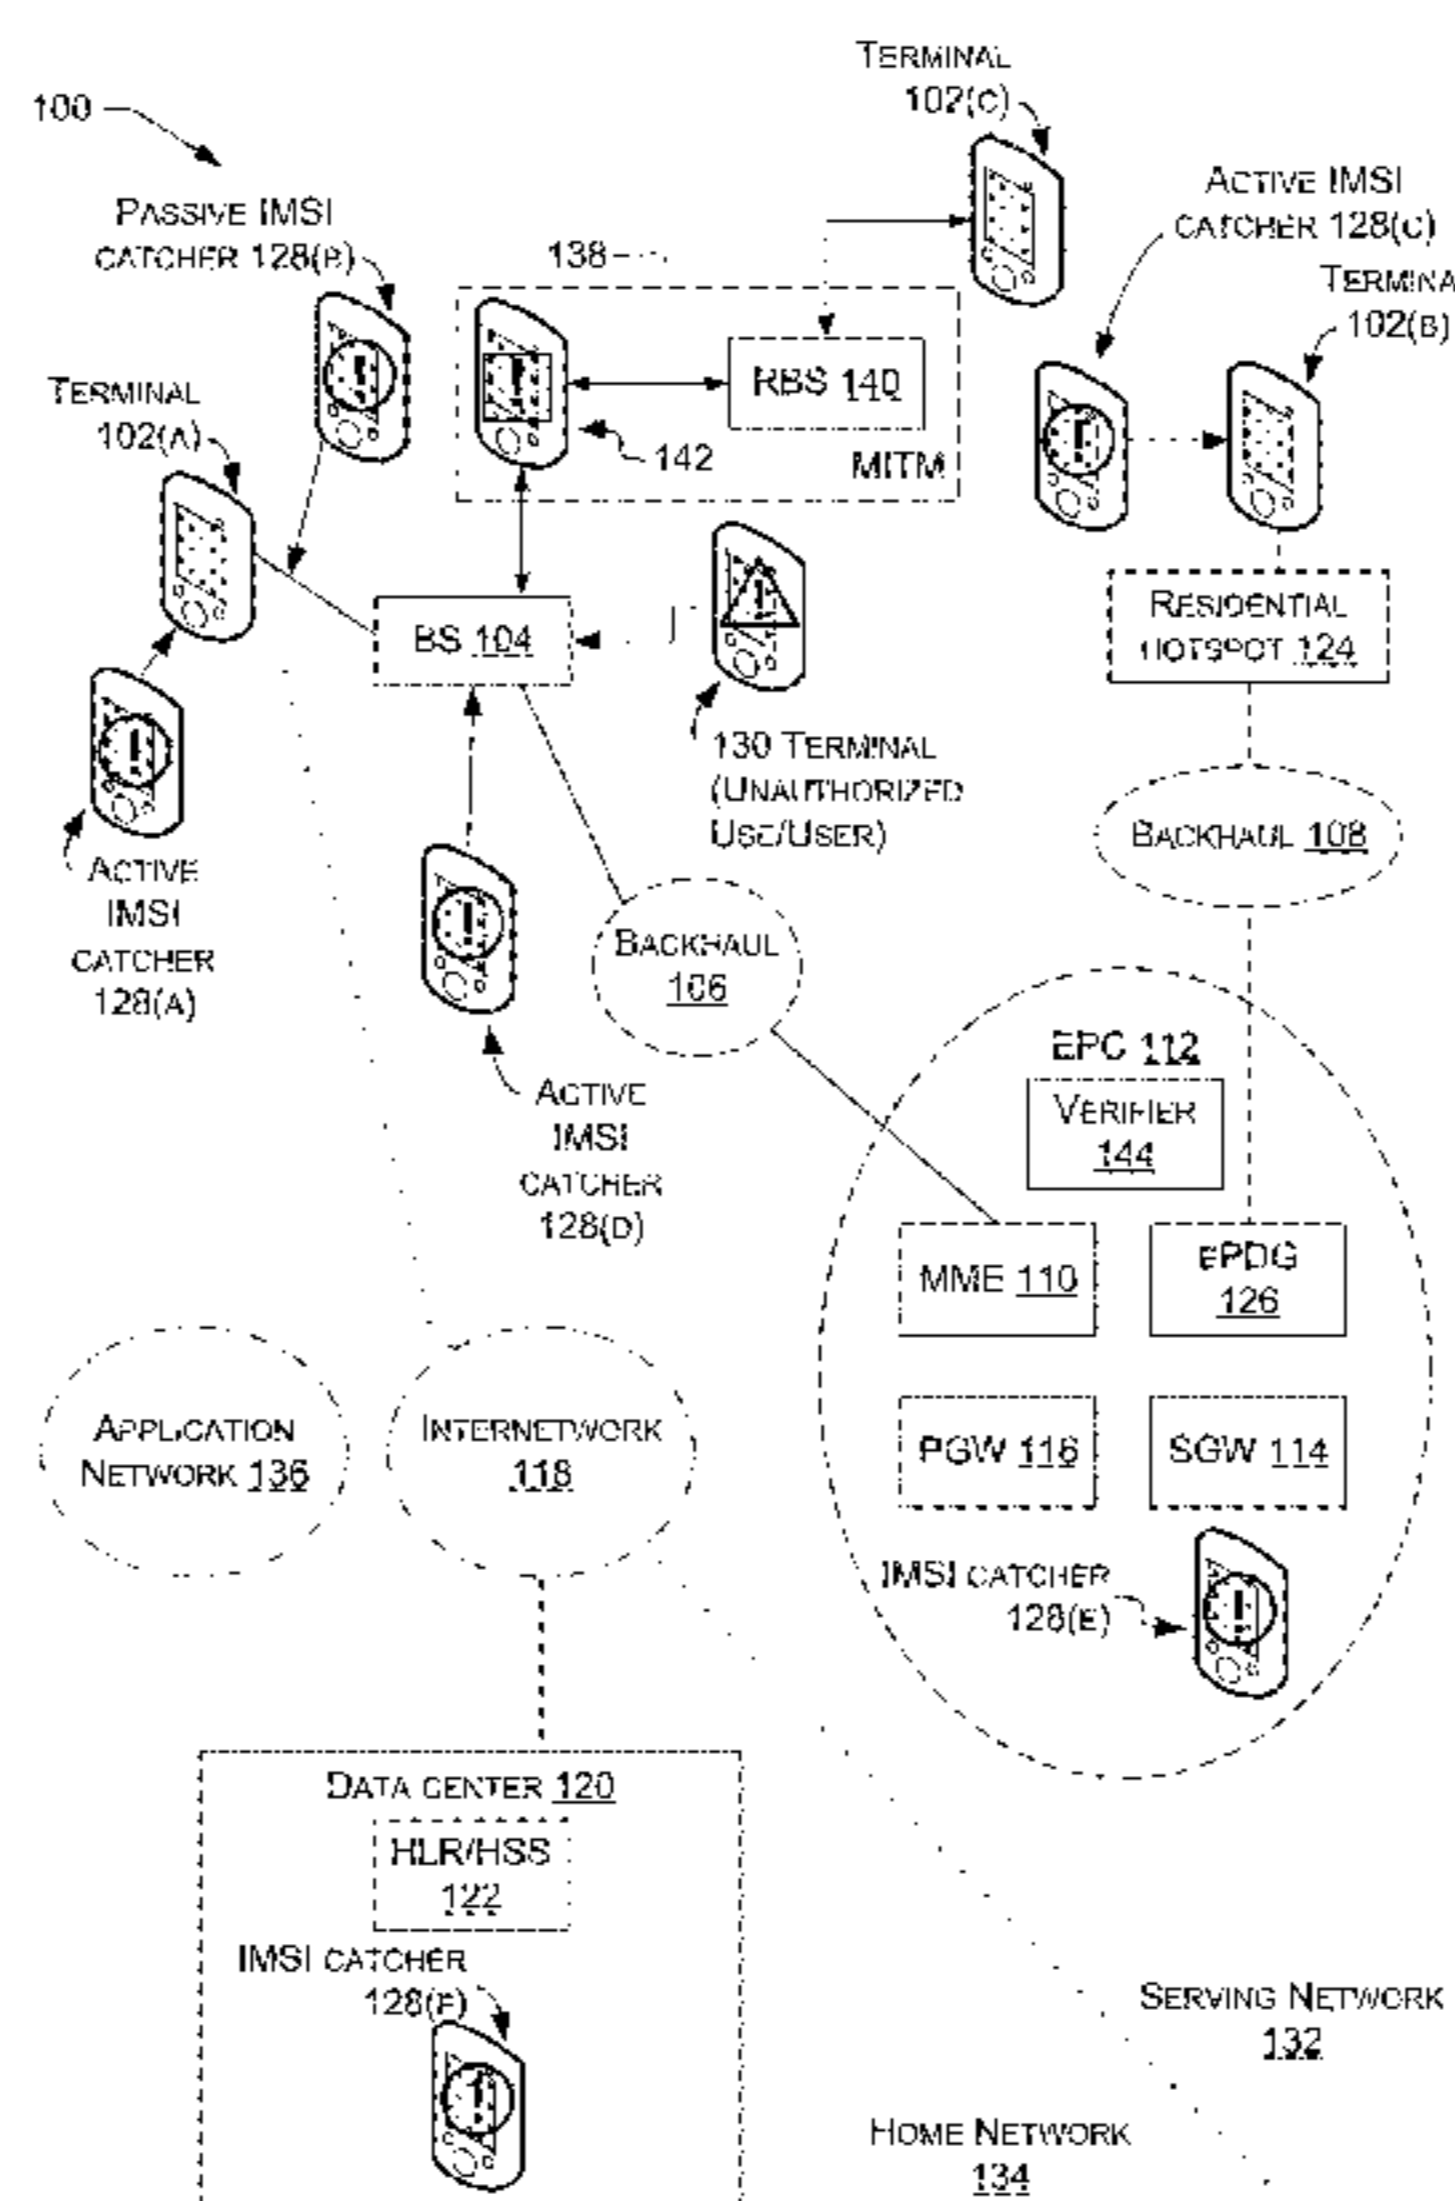 100
TERMINAL
102(C)
PASSIVE IMSI
CATCHER 128(B)
138
ACTIVE IMSI
CATCHER 128(C)
TERMINA
102(B)
TERMINAL
102(A)
RBS 140
142
MITM
BS 104
RESIDENTIAL
HOTSPOT 124
130 TERMINAL
(UNAUTHORIZED
USE/USER)
BACKHAUL 108
ACTIVE
IMSI
CATCHER
128(A)
BACKHAUL
106
EPC 112
VERIFIER
144
ACTIVE
IMSI
CATCHER
128(D)
MME 110
EPDG
126
APPLICATION
NETWORK 136
INTERNETWORK
118
PGW 116
SGW 114
IMSI CATCHER
128(E)
DATA CENTER 120
HLR/HSS
122
IMSI CATCHER
128(F)
SERVING NETWORK
132
HOME NETWORK
134